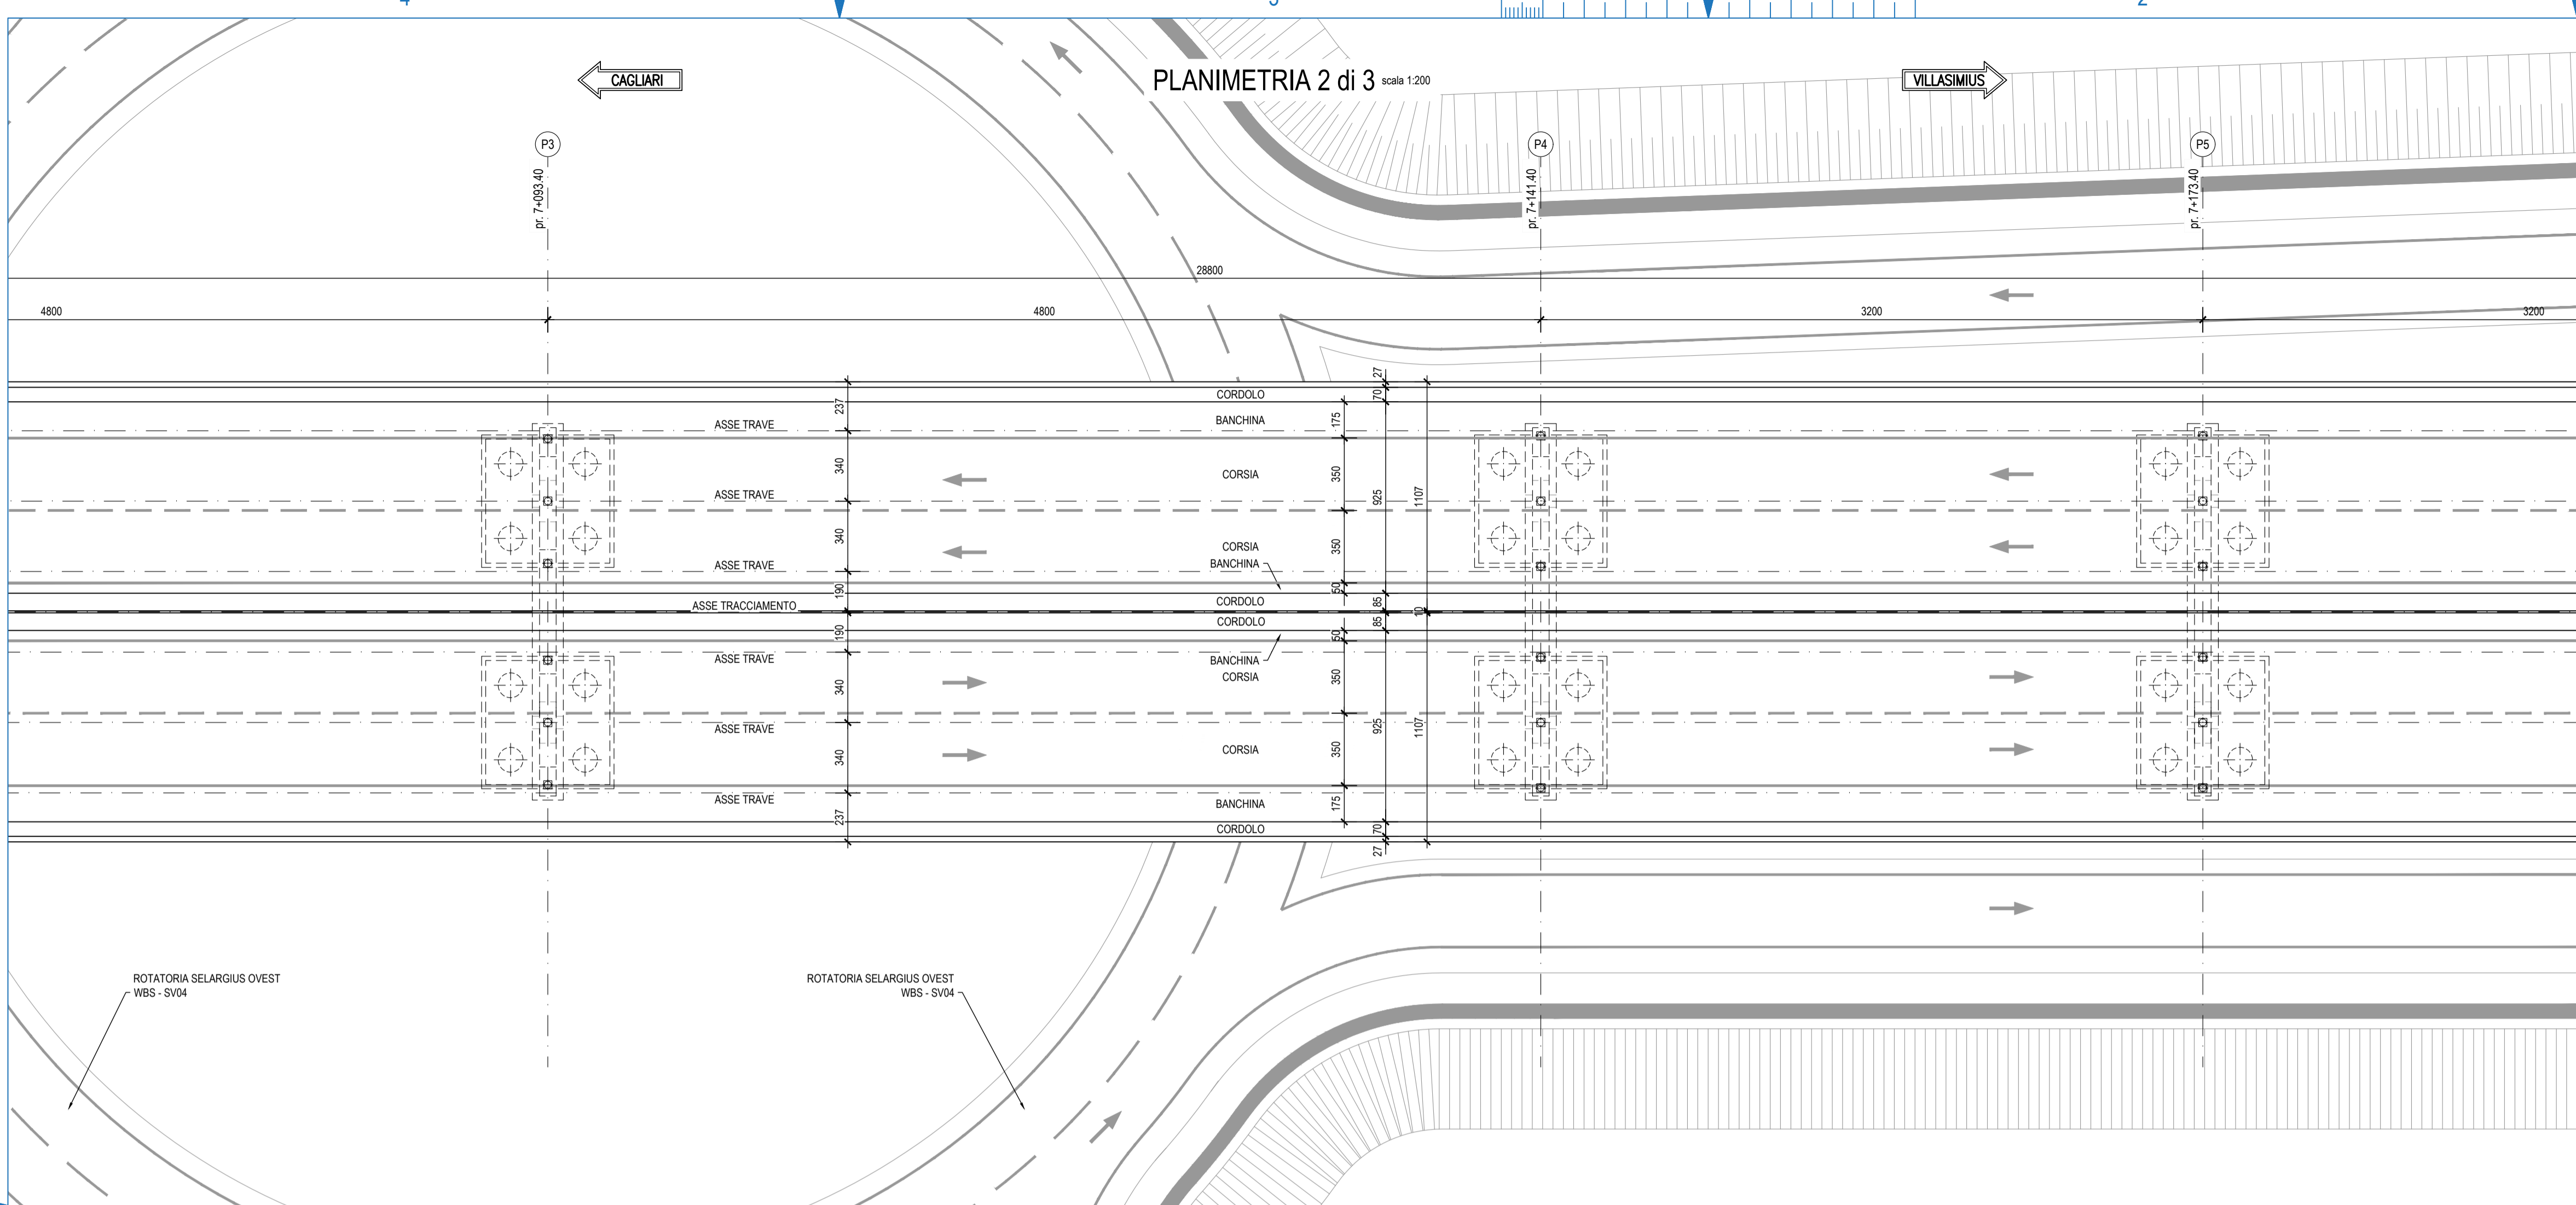 4
3
2
CAGLIARI
PLANIMETRIA 2 di 3 scala 1:200
VILLASIMIUS
P3
P4
P5
pr. 7+093.40
pr. 7+141.40
pr. 7+173.40
28800
4800
4800
3200
3200
27
CORDOLO
70
237
BANCHINA
175
ASSE TRAVE
340
CORSIA
350
925
1107
ASSE TRAVE
340
CORSIA
350
BANCHINA
ASSE TRAVE
190
50
CORDOLO
85
ASSE TRACCIAMENTO
10
CORDOLO
85
190
50
ASSE TRAVE
BANCHINA
CORSIA
350
340
ASSE TRAVE
925
1107
340
CORSIA
350
ASSE TRAVE
BANCHINA
175
237
CORDOLO
70
27
ROTATORIA SELARGIUS OVEST
WBS - SV04
ROTATORIA SELARGIUS OVEST
WBS - SV04